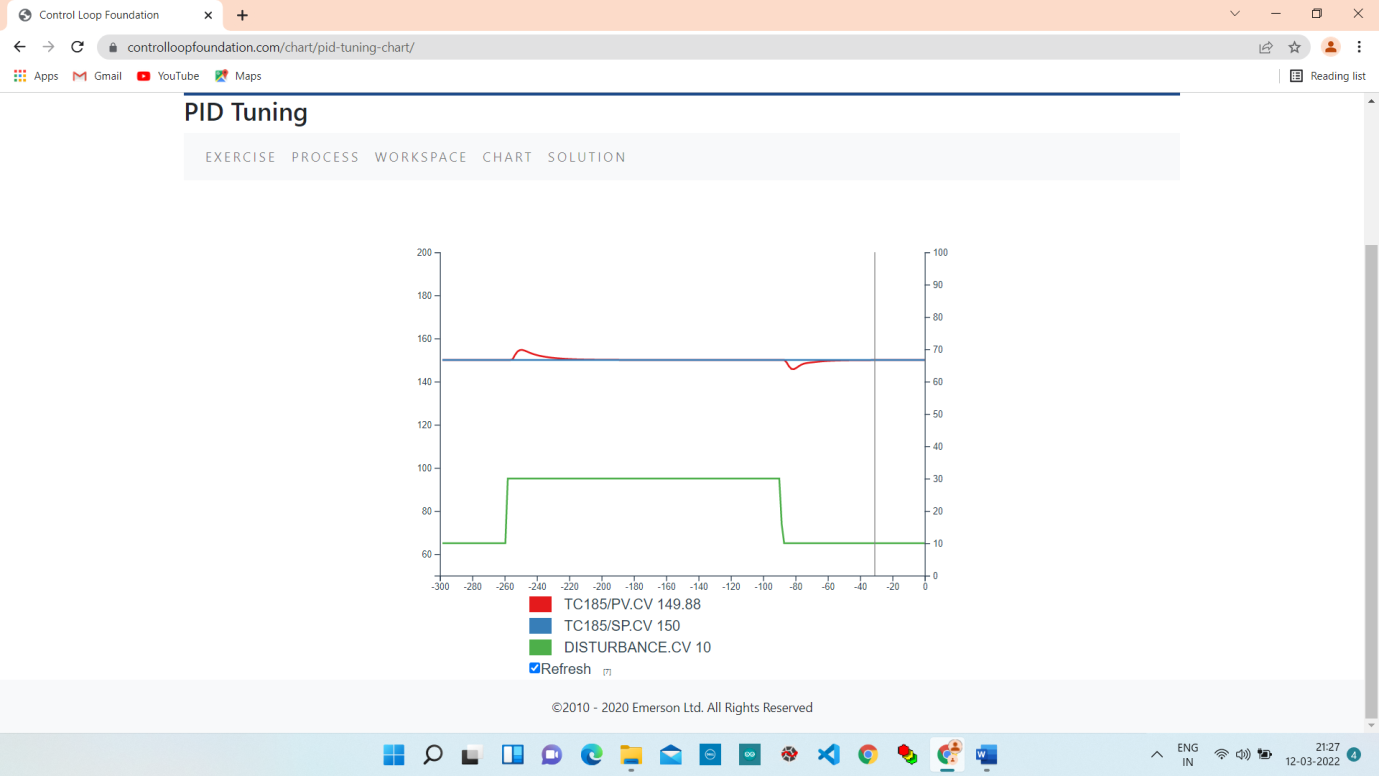 Control Loop Foundation
controlloopfoundation.com/chart/pid-tuning-chart/
Apps Gmail YouTube Maps Reading list
PID Tuning
EXERCISE PROCESS WORKSPACE CHART SOLUTION
200 100
90
180
80
160 70
140 60
50
120
40
100 30
80 20
60 10
0
-300 -280 -260 -240 -220 -200 -180 -160 -140 -120 -100 -80 -60 -40 -20 0
TC185/PV.CV 149.88
TC185/SP.CV 150
DISTURBANCE.CV 10
Refresh [?]
©2010 - 2020 Emerson Ltd. All Rights Reserved
ENG 21:27
IN 12-03-2022 4